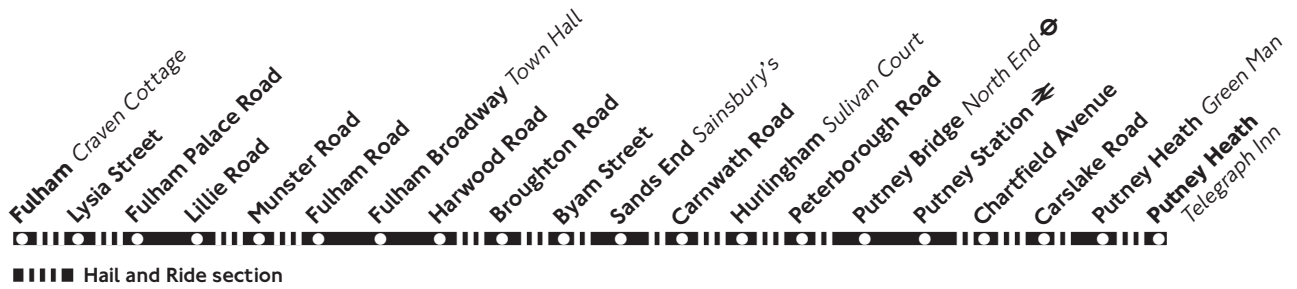 Fulham Craven Cottage
Lysia Street
Fulham Palace Road
Lillie Road
Munster Road
Fulham Road
Fulham Broadway Town Hall
Harwood Road
Broughton Road
Byam Street
Sands End Sainsbury's
Carnwath Road
Hurlingham Sulivan Court
Peterborough Road
Putney Bridge North End
Putney Station
Chartfield Avenue
Carslake Road
Putney Heath Green Man
Putney Heath
Telegraph Inn
Hail and Ride section